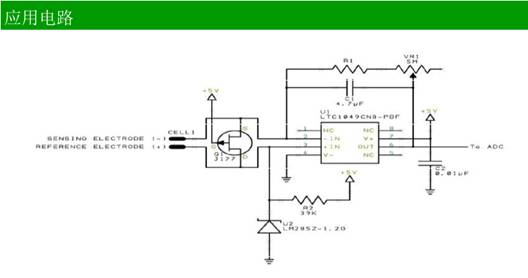 应用电路
R1
VR1
5M
C1
4.7μF
+5V
U1
LTC1049CN8-PBF
+5V
CELL1
SENSING ELECTRODE (-)
REFERENCE ELECTRODE (+)
S
G
D
Q1
J177
1 NC NC 8
2 -IN V+ 7
3 +IN OUT 6
4 V- NC 5
To ADC
C2
0.01μF
+5V
R2
39K
U2
LM285Z-1.2G